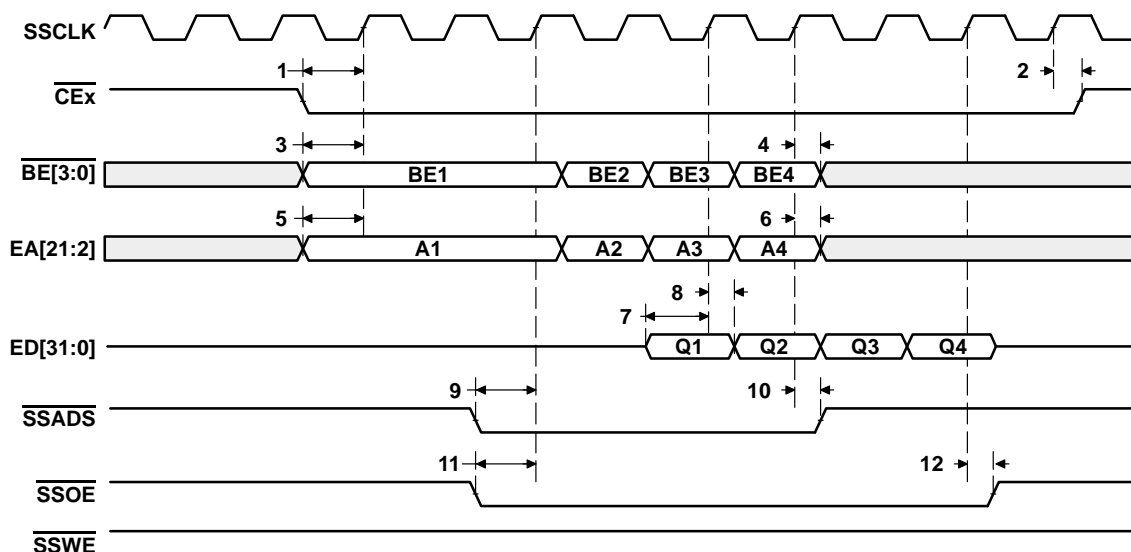 SSCLK
1
2
CEx
3
4
BE[3:0]
BE1
BE2
BE3
BE4
5
6
EA[21:2]
A1
A2
A3
A4
7
8
ED[31:0]
Q1
Q2
Q3
Q4
9
10
SSADS
11
12
SSOE
SSWE